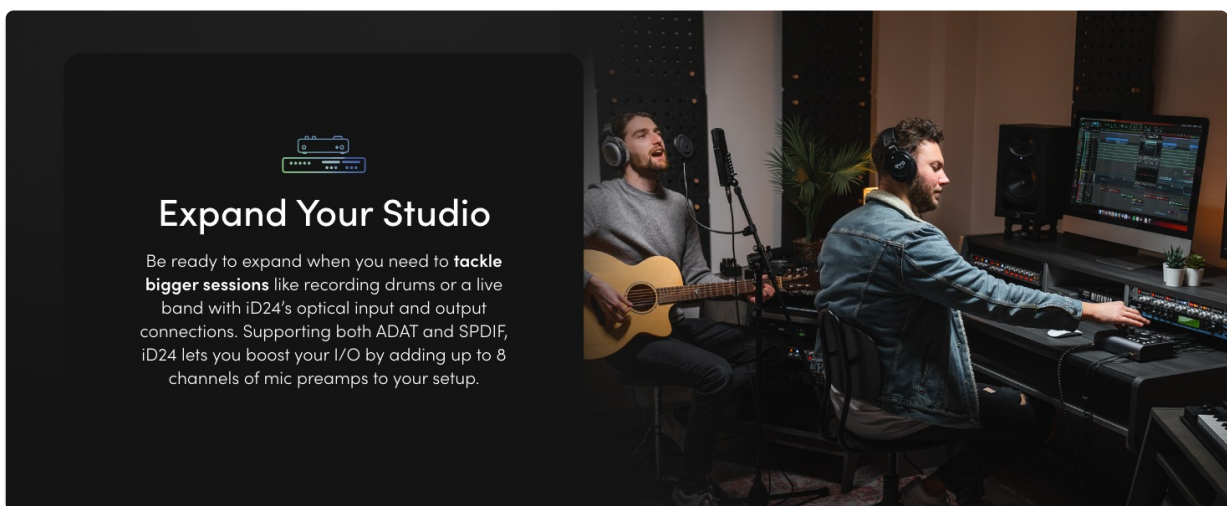 Expand Your Studio
Be ready to expand when you need to tackle
bigger sessions like recording drums or a live
band with iD24’s optical input and output
connections. Supporting both ADAT and SPDIF,
iD24 lets you boost your I/O by adding up to 8
channels of mic preamps to your setup.